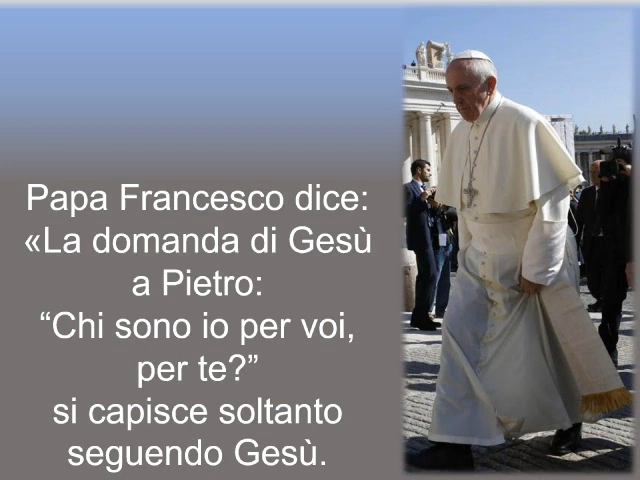 Papa Francesco dice:
«La domanda di Gesù
a Pietro:
“Chi sono io per voi,
per te?”
si capisce soltanto
seguendo Gesù.